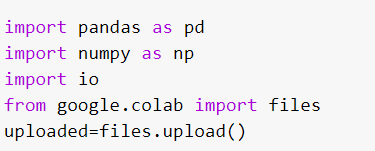 import pandas as pd
import numpy as np
import io
from google.colab import files
uploaded=files.upload()